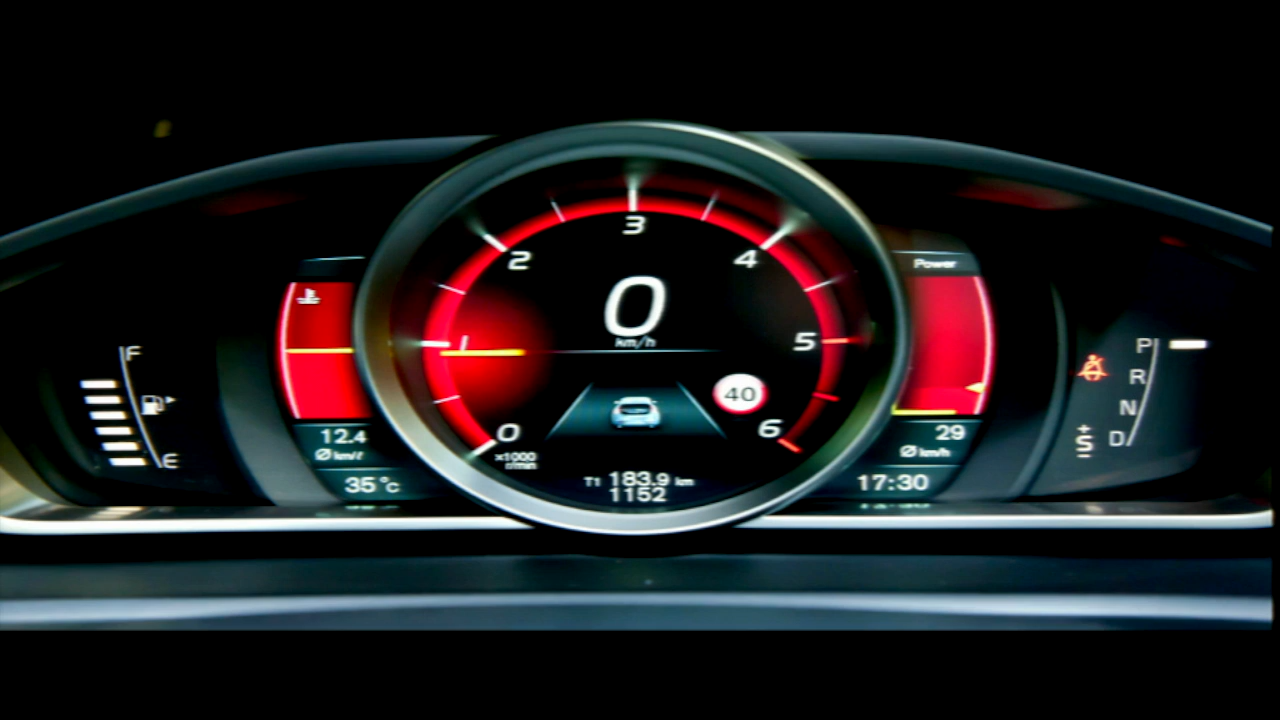 F
E
12.4
Ø km/l
35 °C
0
1
2
3
4
5
6
x1000
r/min
0
km/h
40
T1 183.9 km
1152
Power
29
Ø km/h
17:30
P
R
N
D
+
S
−